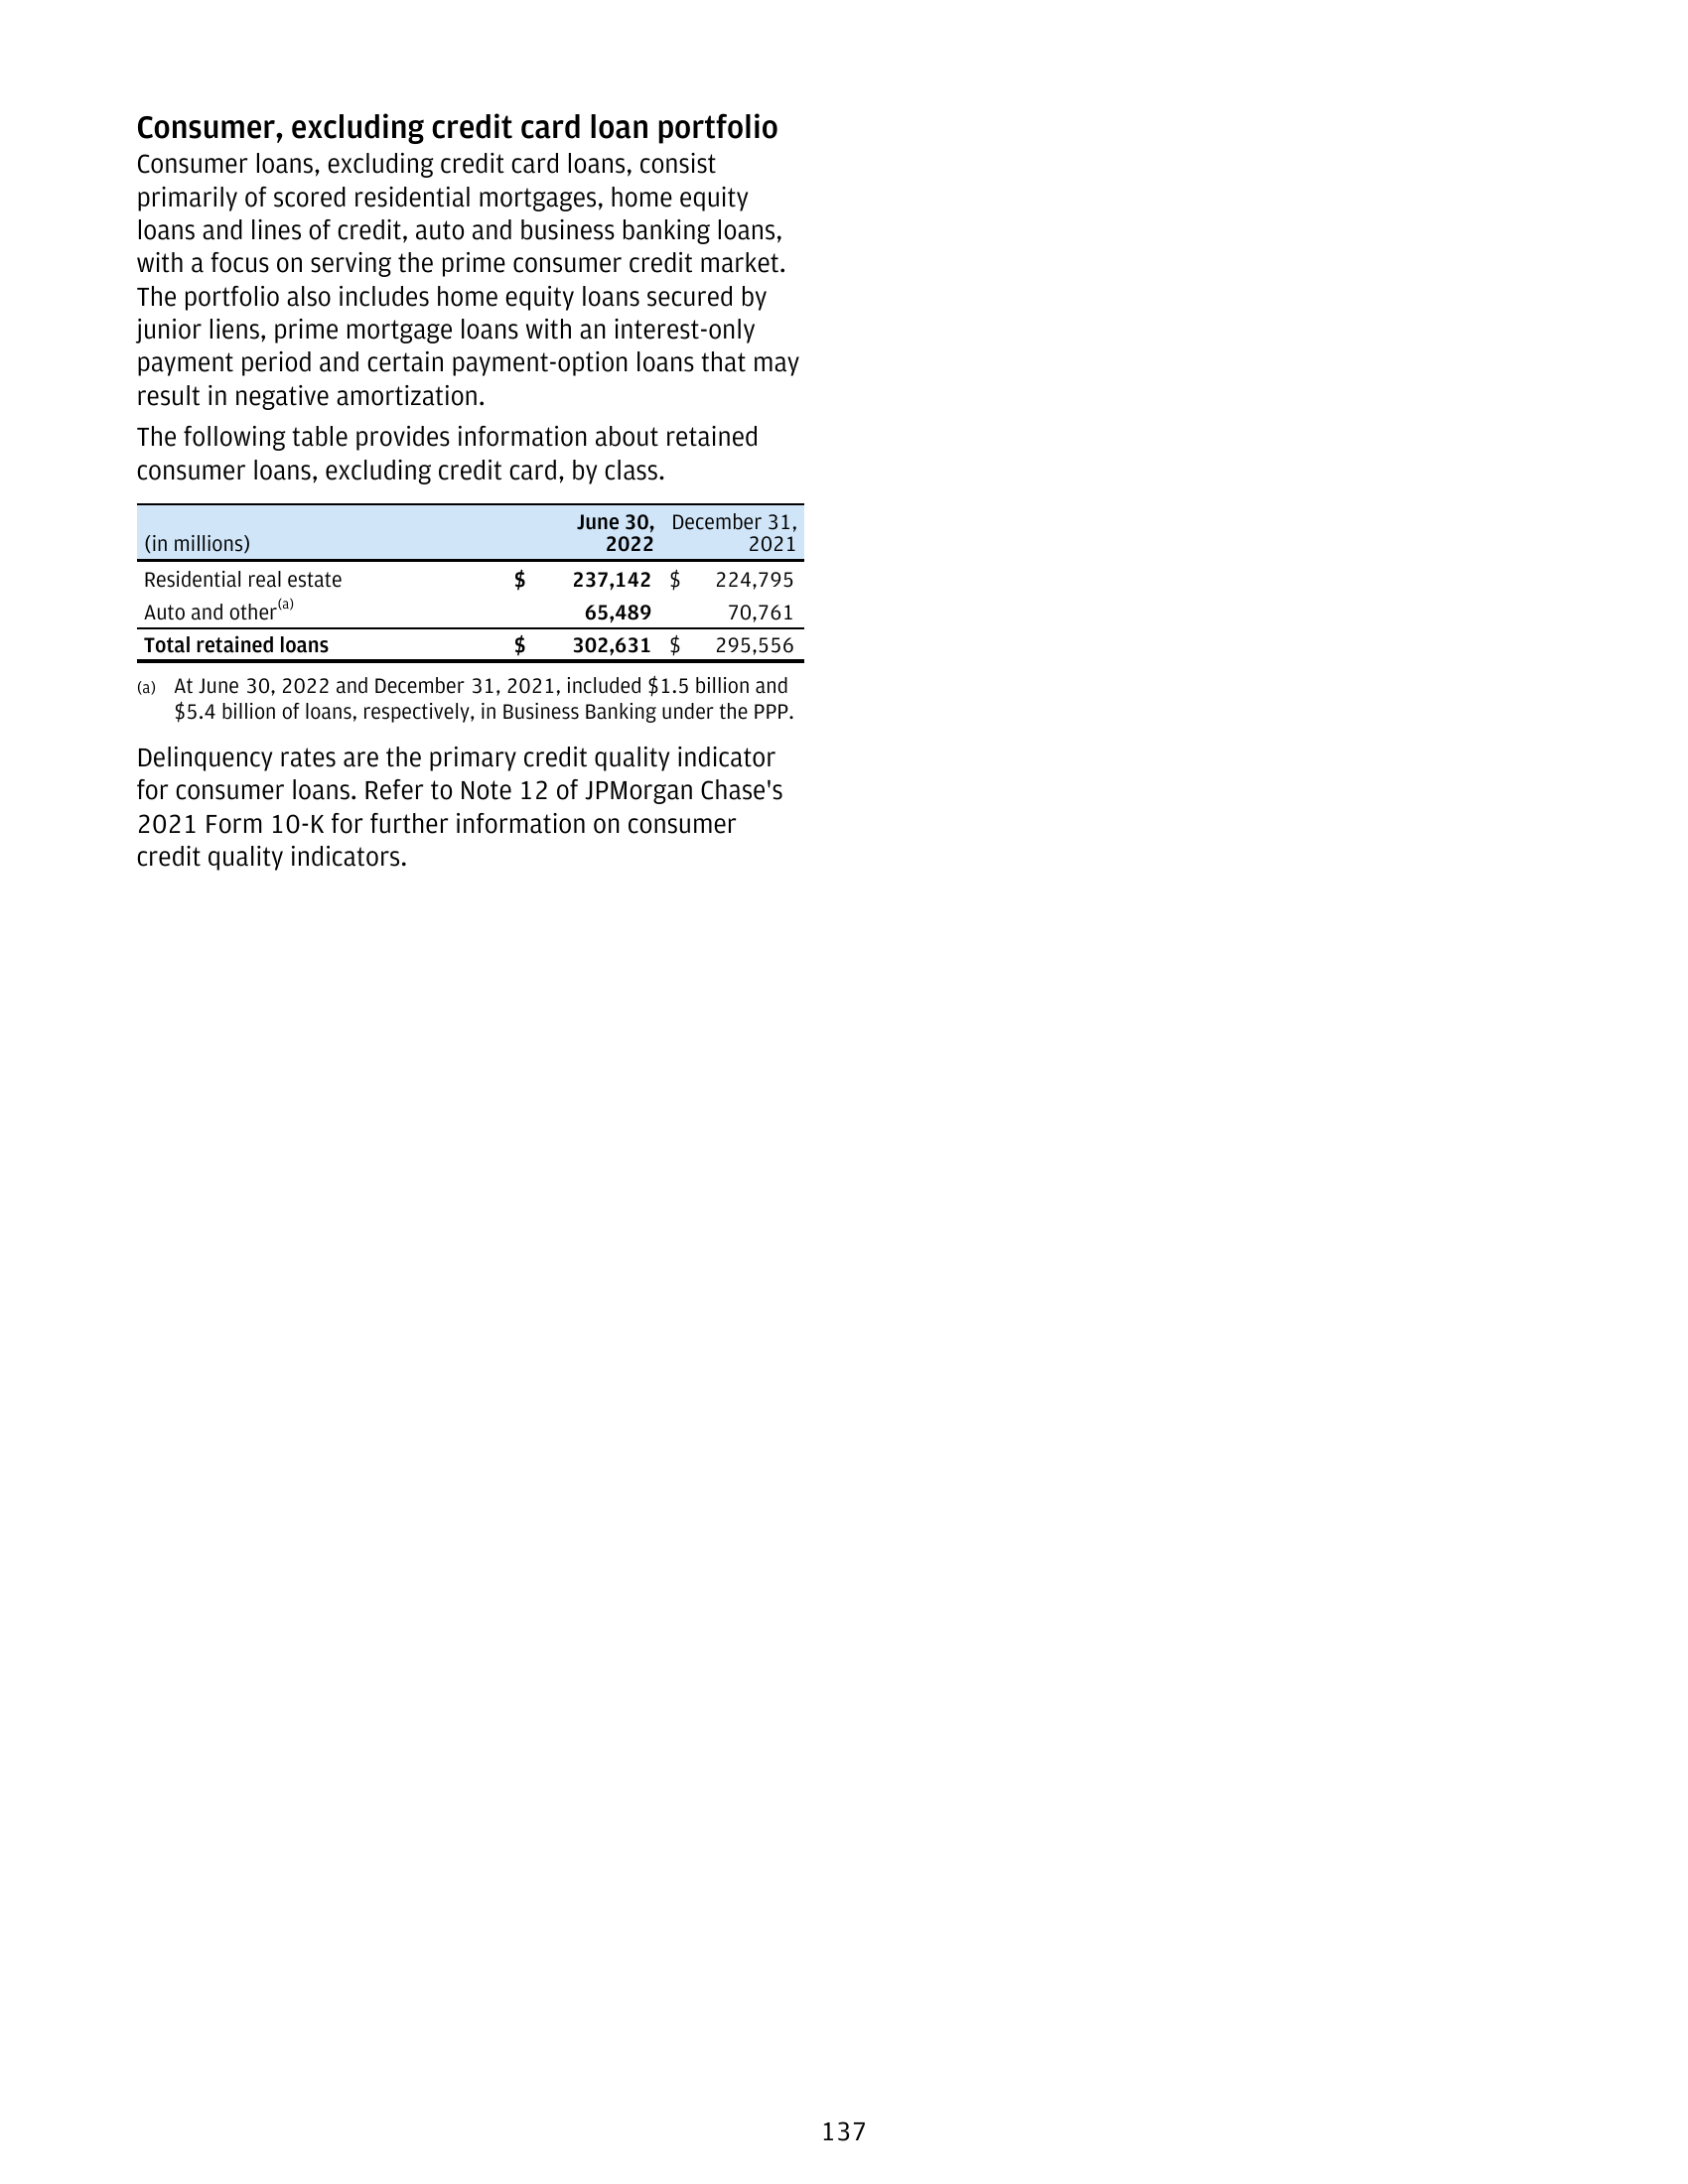 Consumer, excluding credit card loan portfolio
Consumer loans, excluding credit card loans, consist
primarily of scored residential mortgages, home equity
loans and lines of credit, auto and business banking loans,
with a focus on serving the prime consumer credit market.
The portfolio also includes home equity loans secured by
junior liens, prime mortgage loans with an interest-only
payment period and certain payment-option loans that may
result in negative amortization.
The following table provides information about retained
consumer loans, excluding credit card, by class.
June 30, December 31,
(in millions) 2022 2021
Residential real estate $ 237,142 $ 224,795
Auto and other(a) 65,489 70,761
Total retained loans $ 302,631 $ 295,556
(a) At June 30, 2022 and December 31, 2021, included $1.5 billion and
$5.4 billion of loans, respectively, in Business Banking under the PPP.
Delinquency rates are the primary credit quality indicator
for consumer loans. Refer to Note 12 of JPMorgan Chase's
2021 Form 10-K for further information on consumer
credit quality indicators.
137